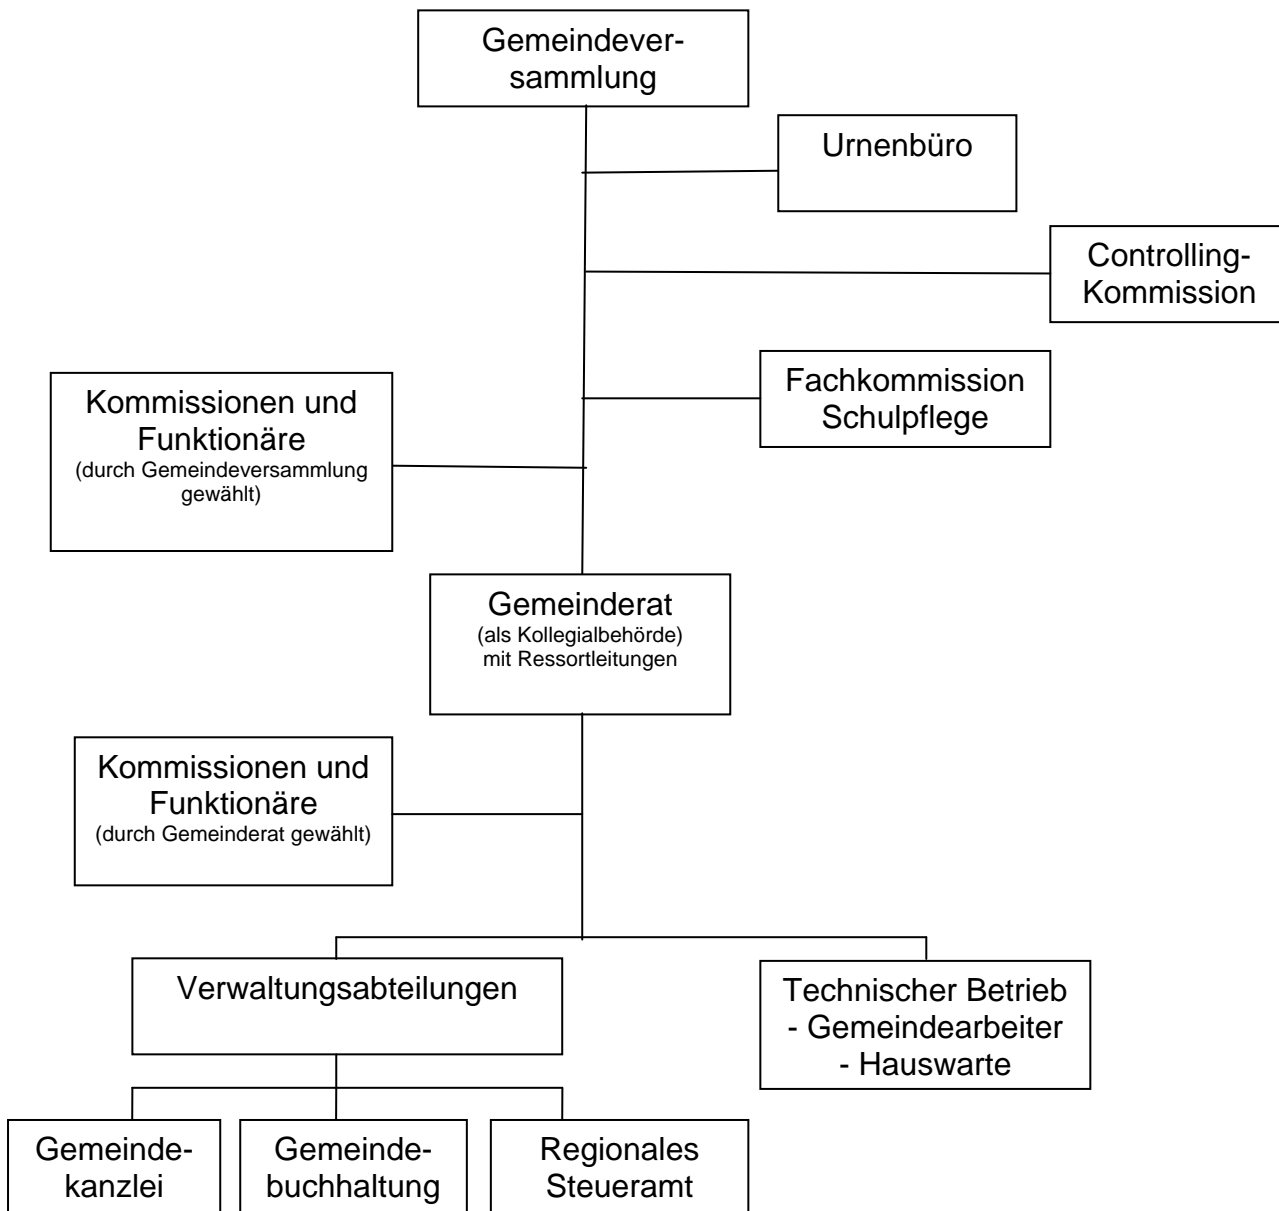 Gemeindever-
sammlung
Urnenbüro
Controlling-
Kommission
Fachkommission
Schulpflege
Kommissionen und
Funktionäre
(durch Gemeindeversammlung
gewählt)
Gemeinderat
(als Kollegialbehörde)
mit Ressortleitungen
Kommissionen und
Funktionäre
(durch Gemeinderat gewählt)
Verwaltungsabteilungen
Technischer Betrieb
- Gemeindearbeiter
- Hauswarte
Gemeinde-
kanzlei
Gemeinde-
buchhaltung
Regionales
Steueramt